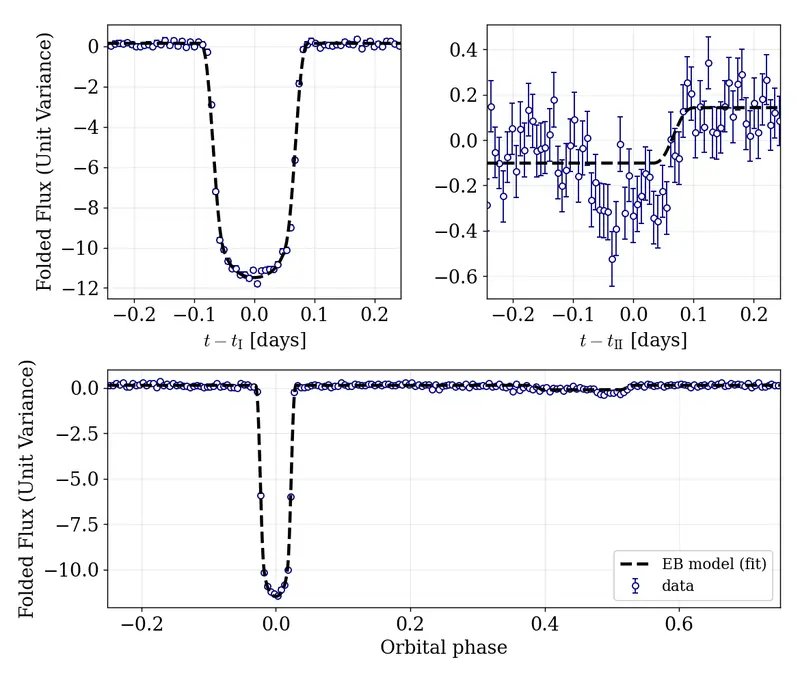 Folded Flux (Unit Variance)
0
−2
−4
−6
−8
−10
−12
−0.2 −0.1 0.0 0.1 0.2
t − t_I [days]
0.4
0.2
0.0
−0.2
−0.4
−0.6
−0.2 −0.1 0.0 0.1 0.2
t − t_II [days]
Folded Flux (Unit Variance)
0.0
−2.5
−5.0
−7.5
−10.0
−0.2 0.0 0.2 0.4 0.6
Orbital phase
EB model (fit)
data